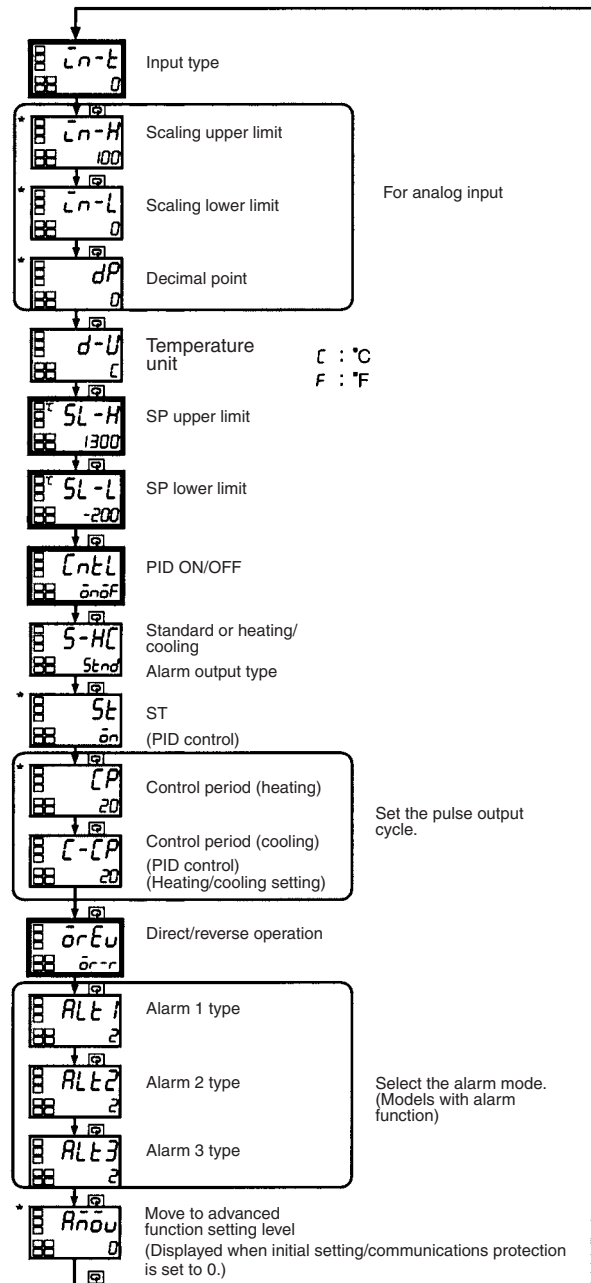 in-t
0
Input type
*
in-H
100
Scaling upper limit
*
in-L
0
Scaling lower limit
For analog input
*
dP
0
Decimal point
d-U
C
Temperature
unit
C : °C
F : °F
SL-H
1300
SP upper limit
SL-L
-200
SP lower limit
CntL
onoF
PID ON/OFF
S-HC
Stnd
Standard or heating/
cooling
Alarm output type
*
St
on
ST
(PID control)
*
CP
20
Control period (heating)
Set the pulse output
cycle.
C-CP
20
Control period (cooling)
(PID control)
(Heating/cooling setting)
orEv
or-r
Direct/reverse operation
ALt1
2
Alarm 1 type
ALt2
2
Alarm 2 type
Select the alarm mode.
(Models with alarm
function)
ALt3
2
Alarm 3 type
*
Amov
0
Move to advanced
function setting level
(Displayed when initial setting/communications protection
is set to 0.)